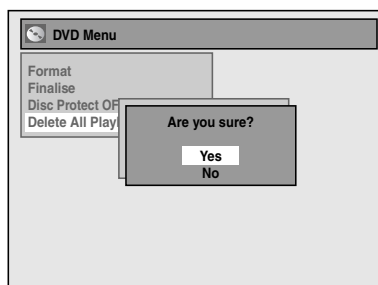 DVD Menu
Format
Finalise
Disc Protect OF
Delete All Playl
Are you sure?
Yes
No